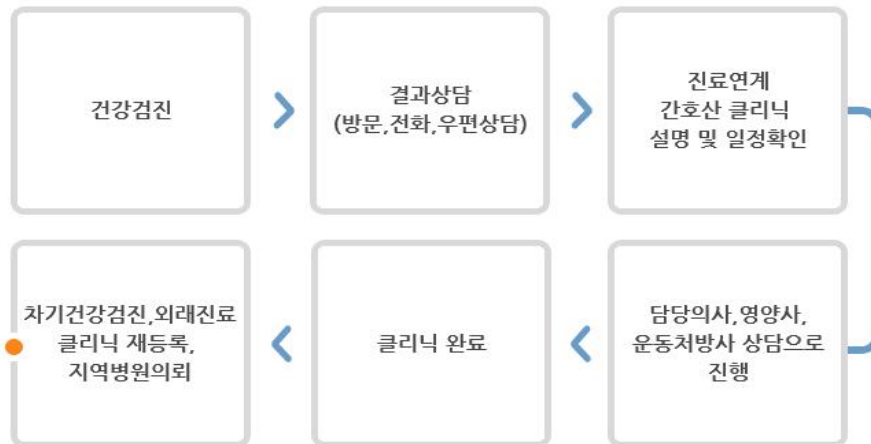 건강검진
결과상담
(방문,전화,우편상담)
진료연계
간호산 클리닉
설명 및 일정확인
담당의사,영양사,
운동처방사 상담으로
진행
클리닉 완료
차기건강검진,외래진료
클리닉 재등록,
지역병원의뢰